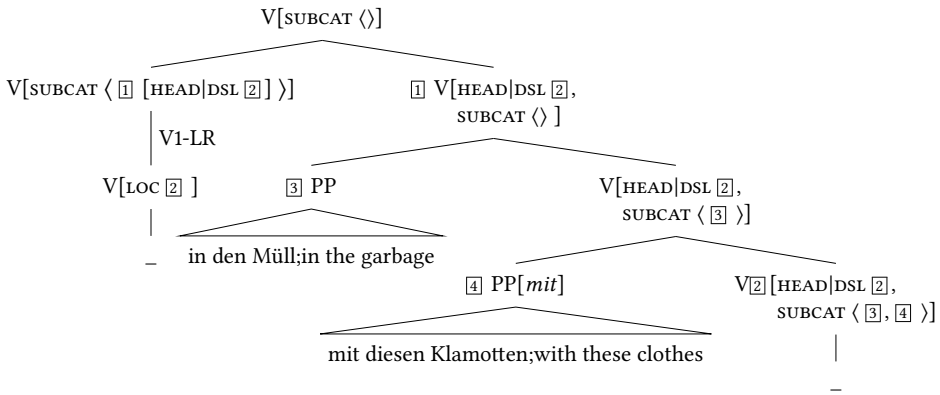 V[SUBCAT ⟨⟩]
V[SUBCAT ⟨ 1 [HEAD|DSL 2] ⟩]
1 V[HEAD|DSL 2,
SUBCAT ⟨⟩ ]
V1-LR
V[LOC 2 ]
3 PP
V[HEAD|DSL 2,
SUBCAT ⟨ 3 ⟩]
_
in den Müll;in the garbage
4 PP[mit]
V2[HEAD|DSL 2,
SUBCAT ⟨ 3, 4 ⟩]
mit diesen Klamotten;with these clothes
_